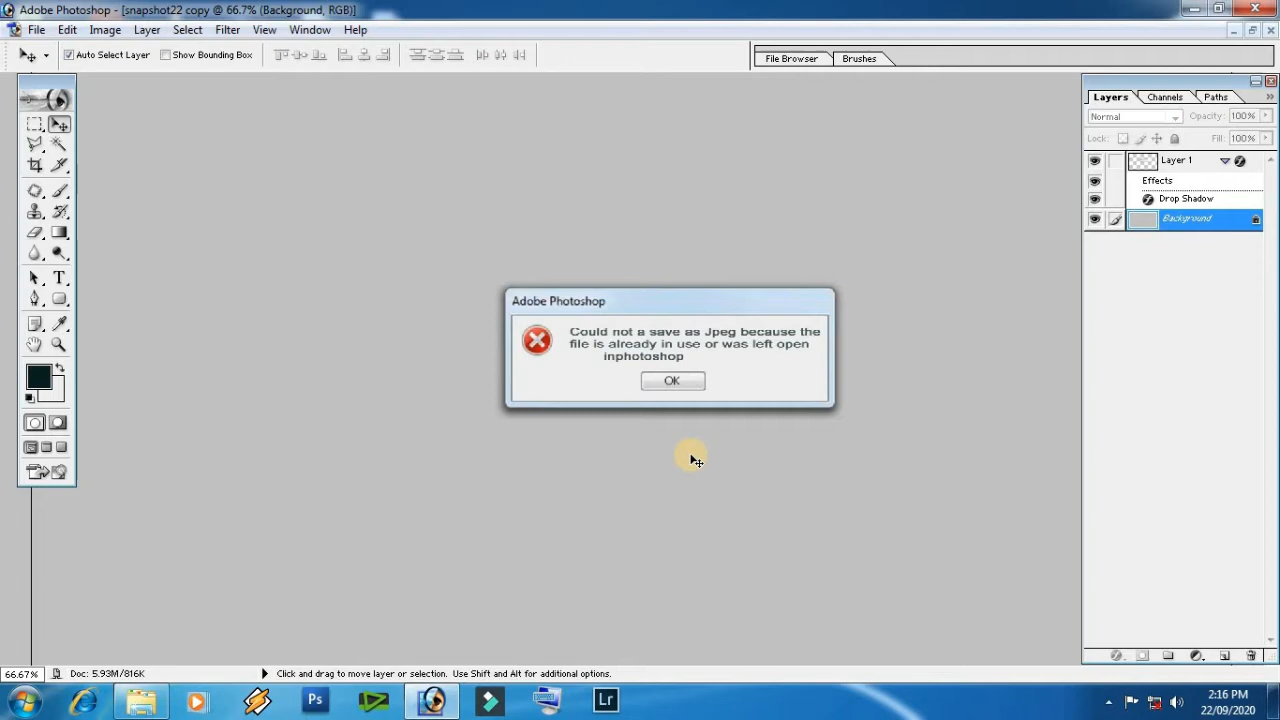 Adobe Photoshop - [snapshot22 copy @ 66.7% (Background, RGB)]
File Edit Image Layer Select Filter View Window Help
Auto Select Layer Show Bounding Box
File Browser Brushes
Layers Channels Paths
Normal Opacity: 100%
Lock: Fill: 100%
Layer 1
Effects
Drop Shadow
Background
Adobe Photoshop
Could not a save as Jpeg because the
file is already in use or was left open
inphotoshop
OK
T
66.67% Doc: 5.93M/816K Click and drag to move layer or selection. Use Shift and Alt for additional options.
Ps
Lr
2:16 PM
22/09/2020